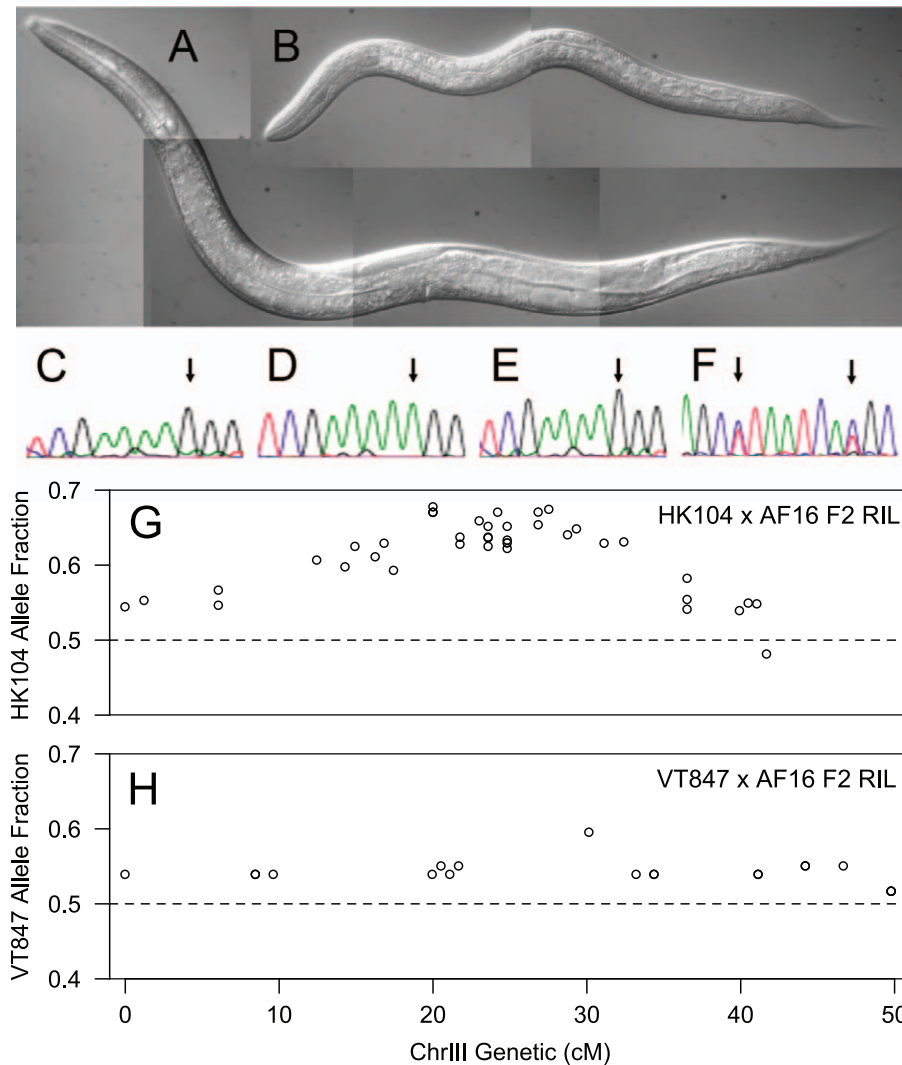 A
B
C
D
E
F
G
HK104 x AF16 F2 RIL
HK104 Allele Fraction
0.7
0.6
0.5
0.4
H
VT847 x AF16 F2 RIL
VT847 Allele Fraction
0.7
0.6
0.5
0.4
0
10
20
30
40
50
ChrIII Genetic (cM)